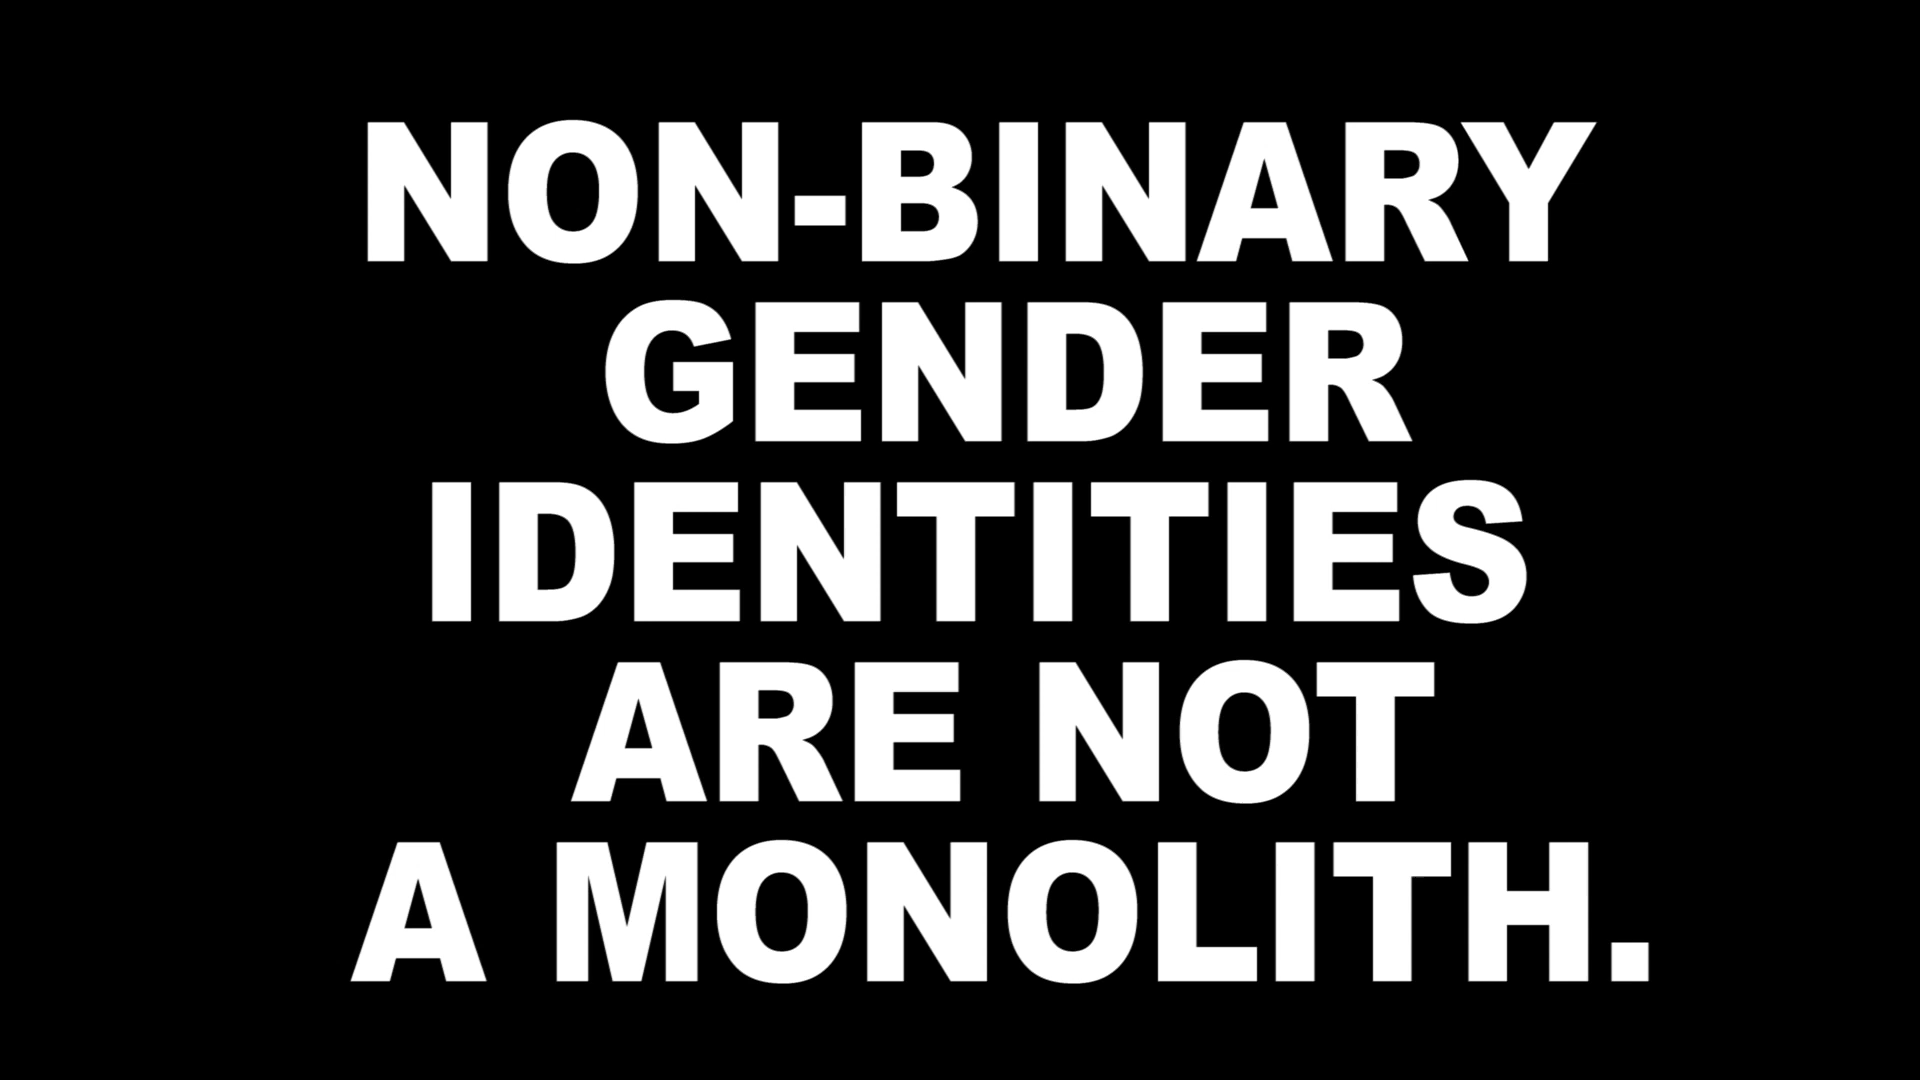 NON-BINARY
GENDER
IDENTITIES
ARE NOT
A MONOLITH.